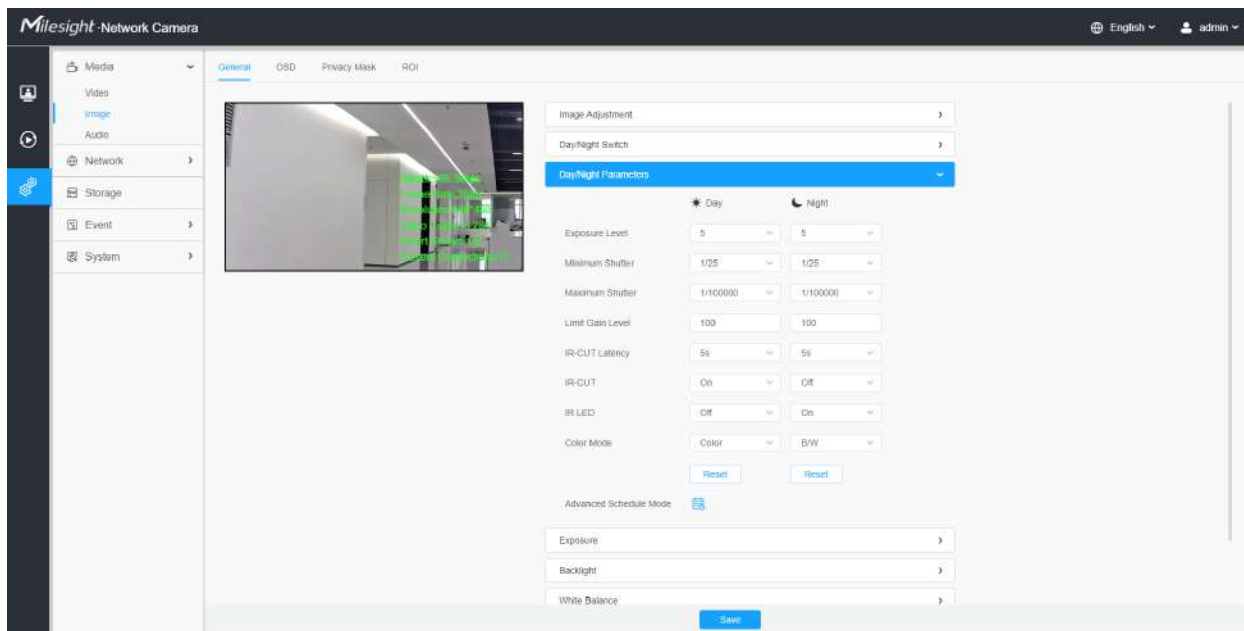 Milesight Network Camera
English
admin
Media
Video
Image
Audio
Network
Storage
Event
System
General OSD Privacy Mask ROI
Image Adjustment
Day/Night Switch
Day/Night Parameters
Day Night
Exposure Level 5 5
Minimum Shutter 1/25 1/25
Maximum Shutter 1/100000 1/100000
Limit Gain Level 100 100
IR-CUT Latency 5s 5s
IR-CUT On Off
IR LED Off On
Color Mode Color B/W
Reset Reset
Advanced Schedule Mode
Exposure
Backlight
White Balance
Save